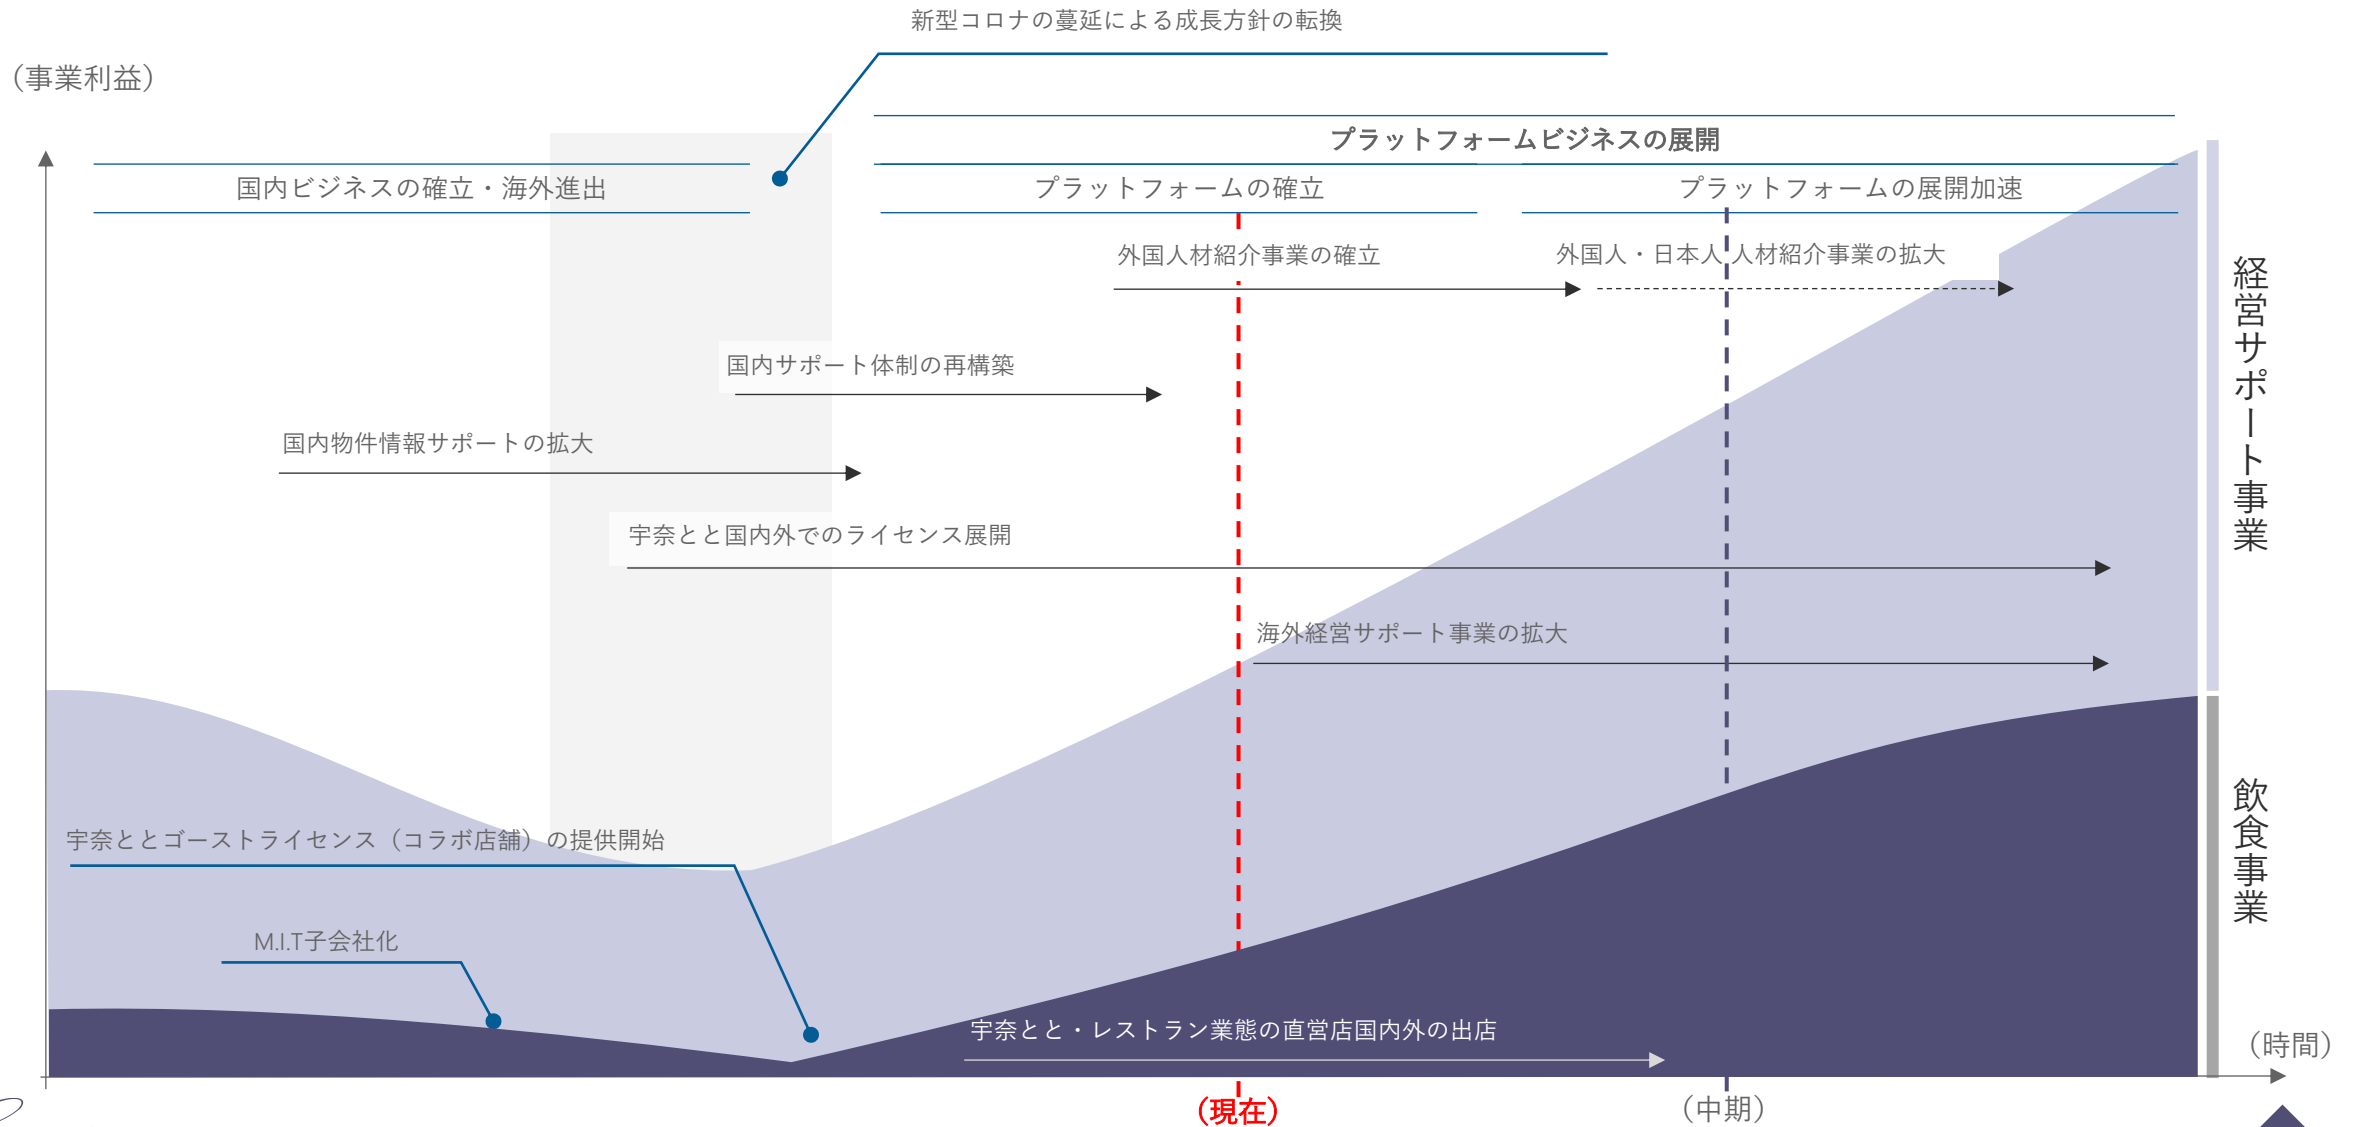 新型コロナの蔓延による成長方針の転換
（事業利益）
プラットフォームビジネスの展開
国内ビジネスの確立・海外進出
プラットフォームの確立
プラットフォームの展開加速
外国人材紹介事業の確立
外国人・日本人 人材紹介事業の拡大
国内サポート体制の再構築
国内物件情報サポートの拡大
宇奈とと国内外でのライセンス展開
海外経営サポート事業の拡大
経営サポート事業
宇奈ととゴーストライセンス（コラボ店舗）の提供開始
飲食事業
M.I.T子会社化
宇奈とと・レストラン業態の直営店国内外の出店
（時間）
（現在）
（中期）